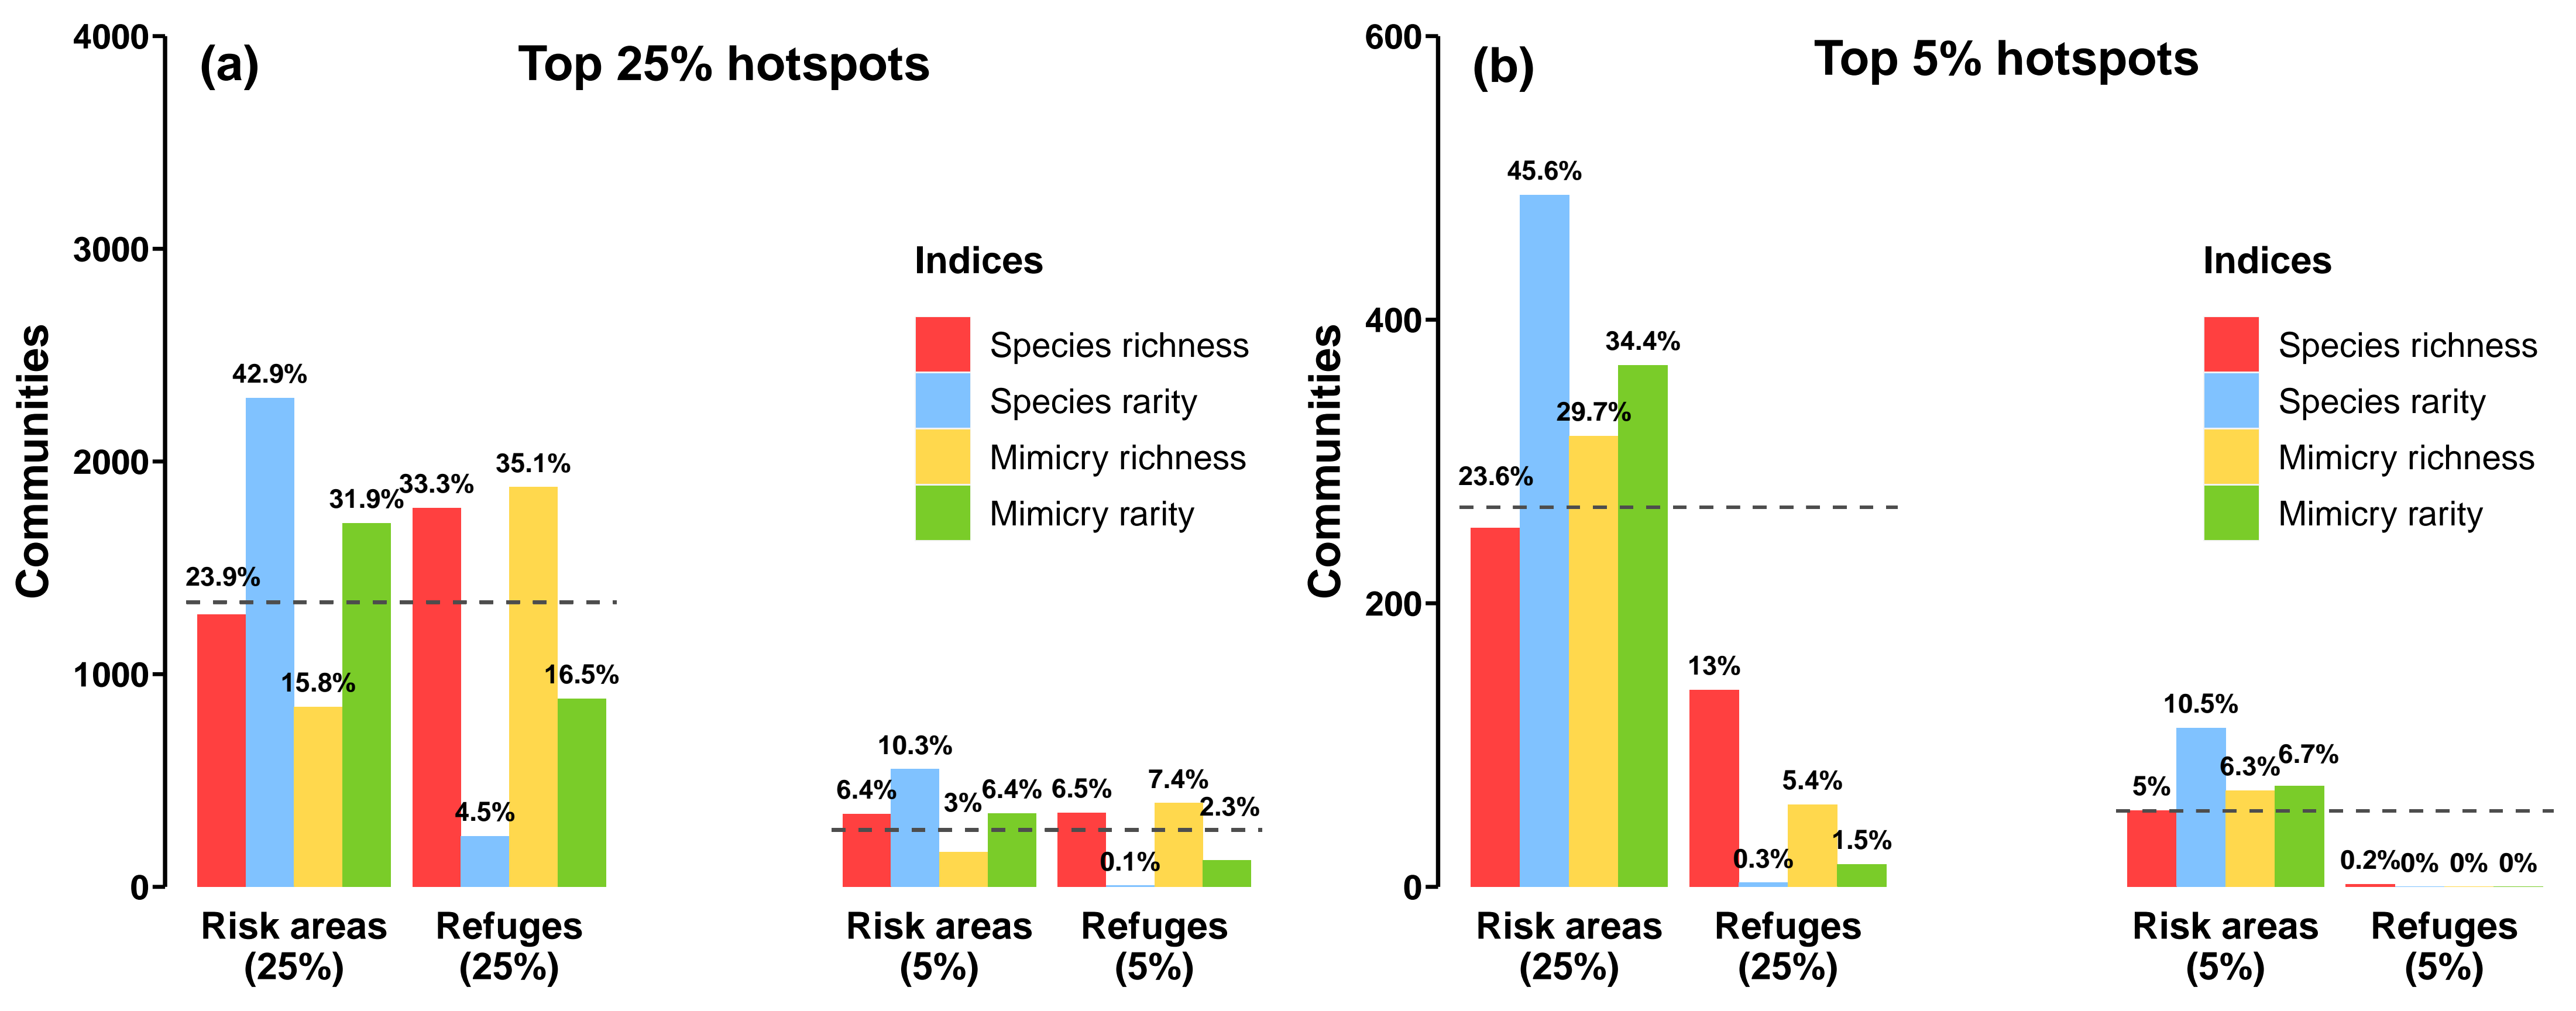 (a)
Top 25% hotspots
Communities
4000
3000
2000
1000
0
23.9%
42.9%
15.8%
31.9%
33.3%
4.5%
35.1%
16.5%
6.4%
10.3%
3%
6.4%
6.5%
0.1%
7.4%
2.3%
Indices
Species richness
Species rarity
Mimicry richness
Mimicry rarity
Risk areas
(25%)
Refuges
(25%)
Risk areas
(5%)
Refuges
(5%)
(b)
Top 5% hotspots
Communities
600
400
200
0
23.6%
45.6%
29.7%
34.4%
13%
0.3%
5.4%
1.5%
5%
10.5%
6.3%
6.7%
0.2%
0%
0%
0%
Indices
Species richness
Species rarity
Mimicry richness
Mimicry rarity
Risk areas
(25%)
Refuges
(25%)
Risk areas
(5%)
Refuges
(5%)